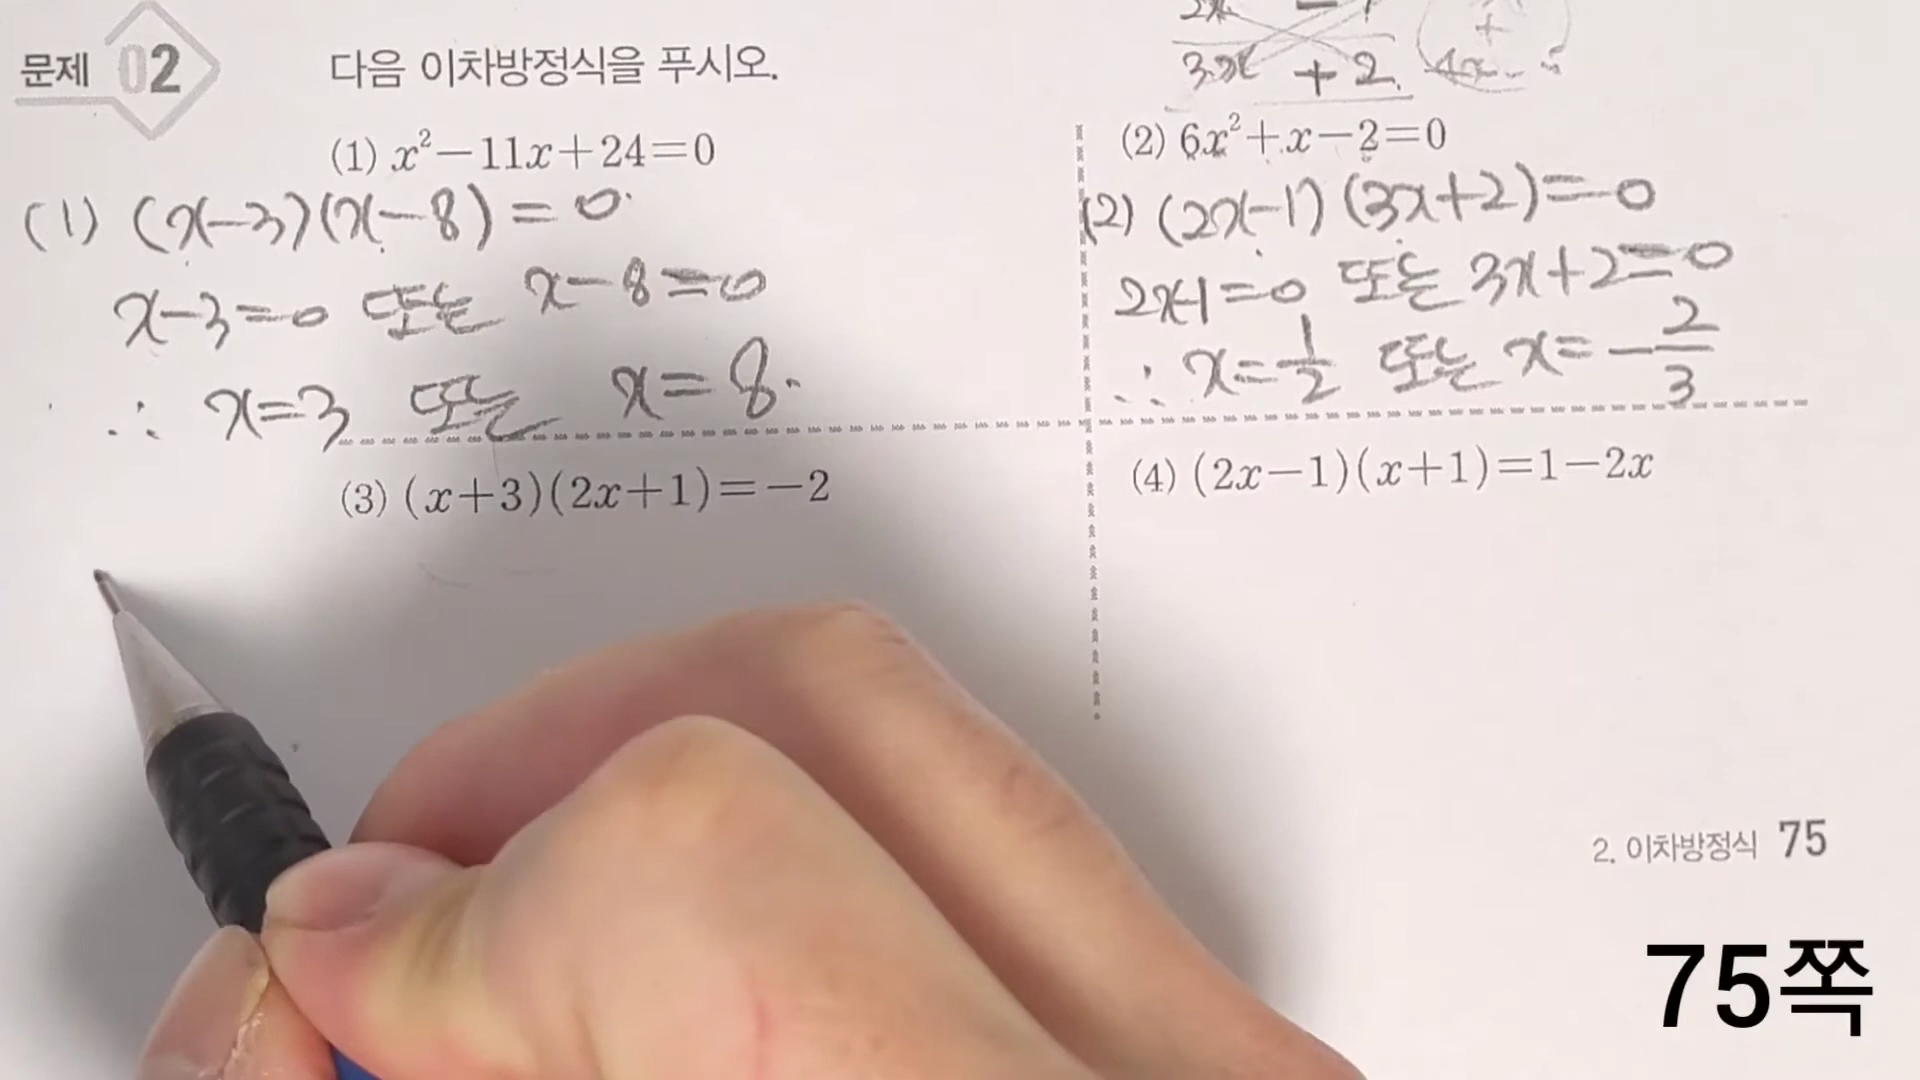 문제 02 다음 이차방정식을 푸시오.
3x + 2
(1) x²-11x+24=0
(1) (x-3)(x-8)=0
x-3=0 또는 x-8=0
∴ x=3 또는 x=8.
(2) 6x²+x-2=0
(2) (2x-1)(3x+2)=0
2x-1=0 또는 3x+2=0
∴ x=1/2 또는 x=-2/3
(3) (x+3)(2x+1)=-2
(4) (2x-1)(x+1)=1-2x
2. 이차방정식 75
75쪽